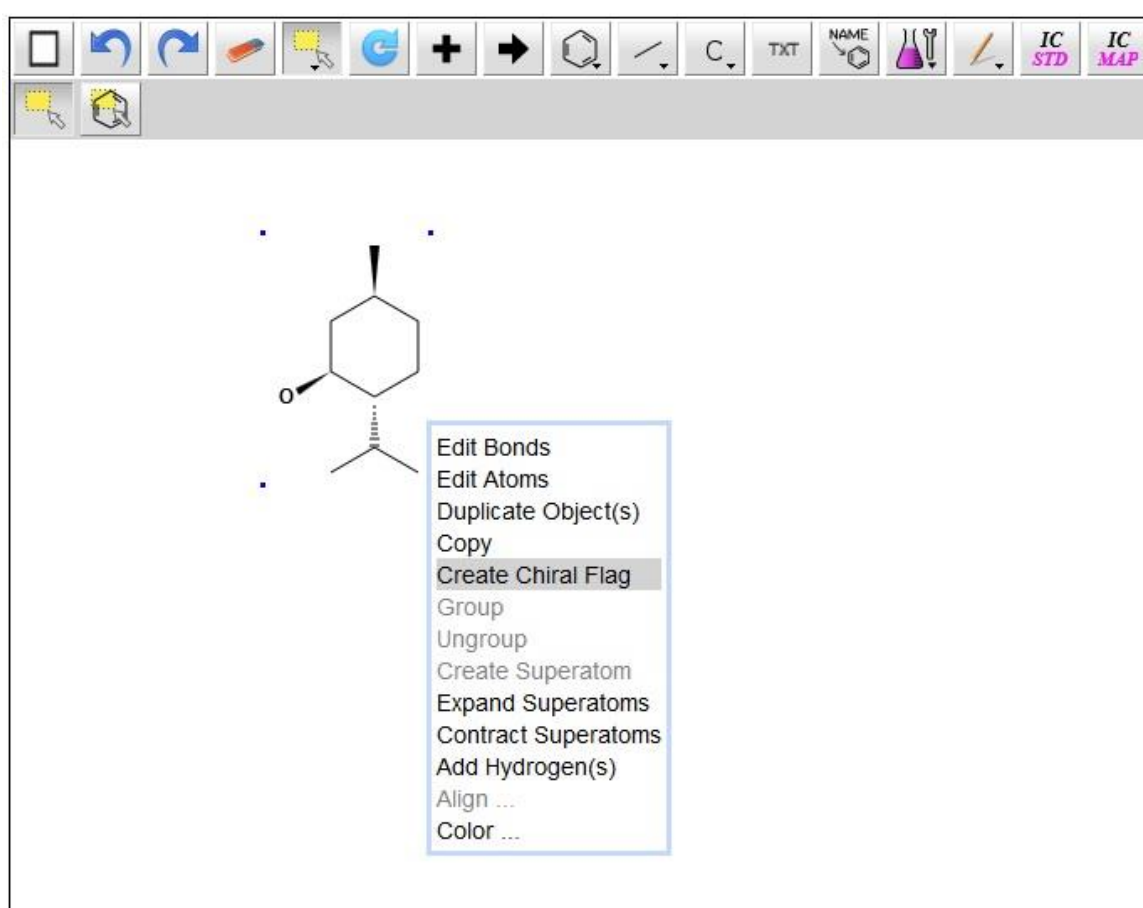 C
TXT
NAME
IC
STD
IC
MAP
O
Edit Bonds
Edit Atoms
Duplicate Object(s)
Copy
Create Chiral Flag
Group
Ungroup
Create Superatom
Expand Superatoms
Contract Superatoms
Add Hydrogen(s)
Align ...
Color ...